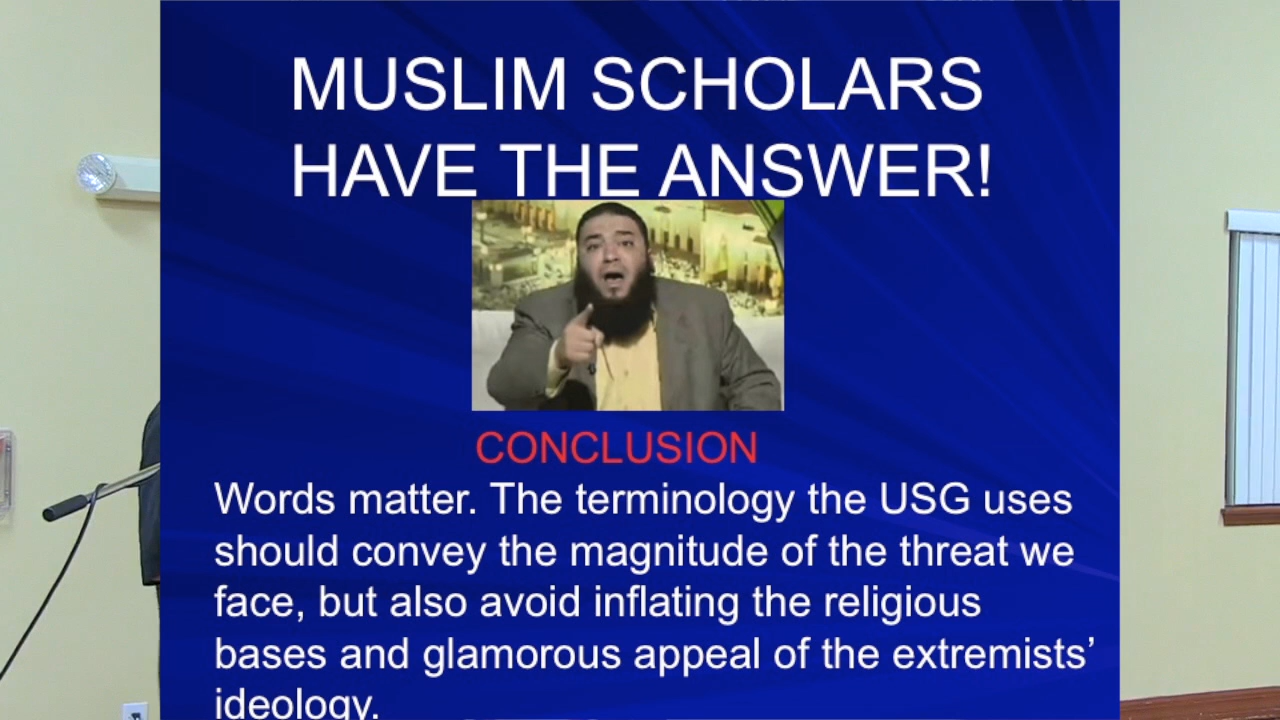 MUSLIM SCHOLARS
HAVE THE ANSWER!
CONCLUSION
Words matter. The terminology the USG uses
should convey the magnitude of the threat we
face, but also avoid inflating the religious
bases and glamorous appeal of the extremists’
ideology.